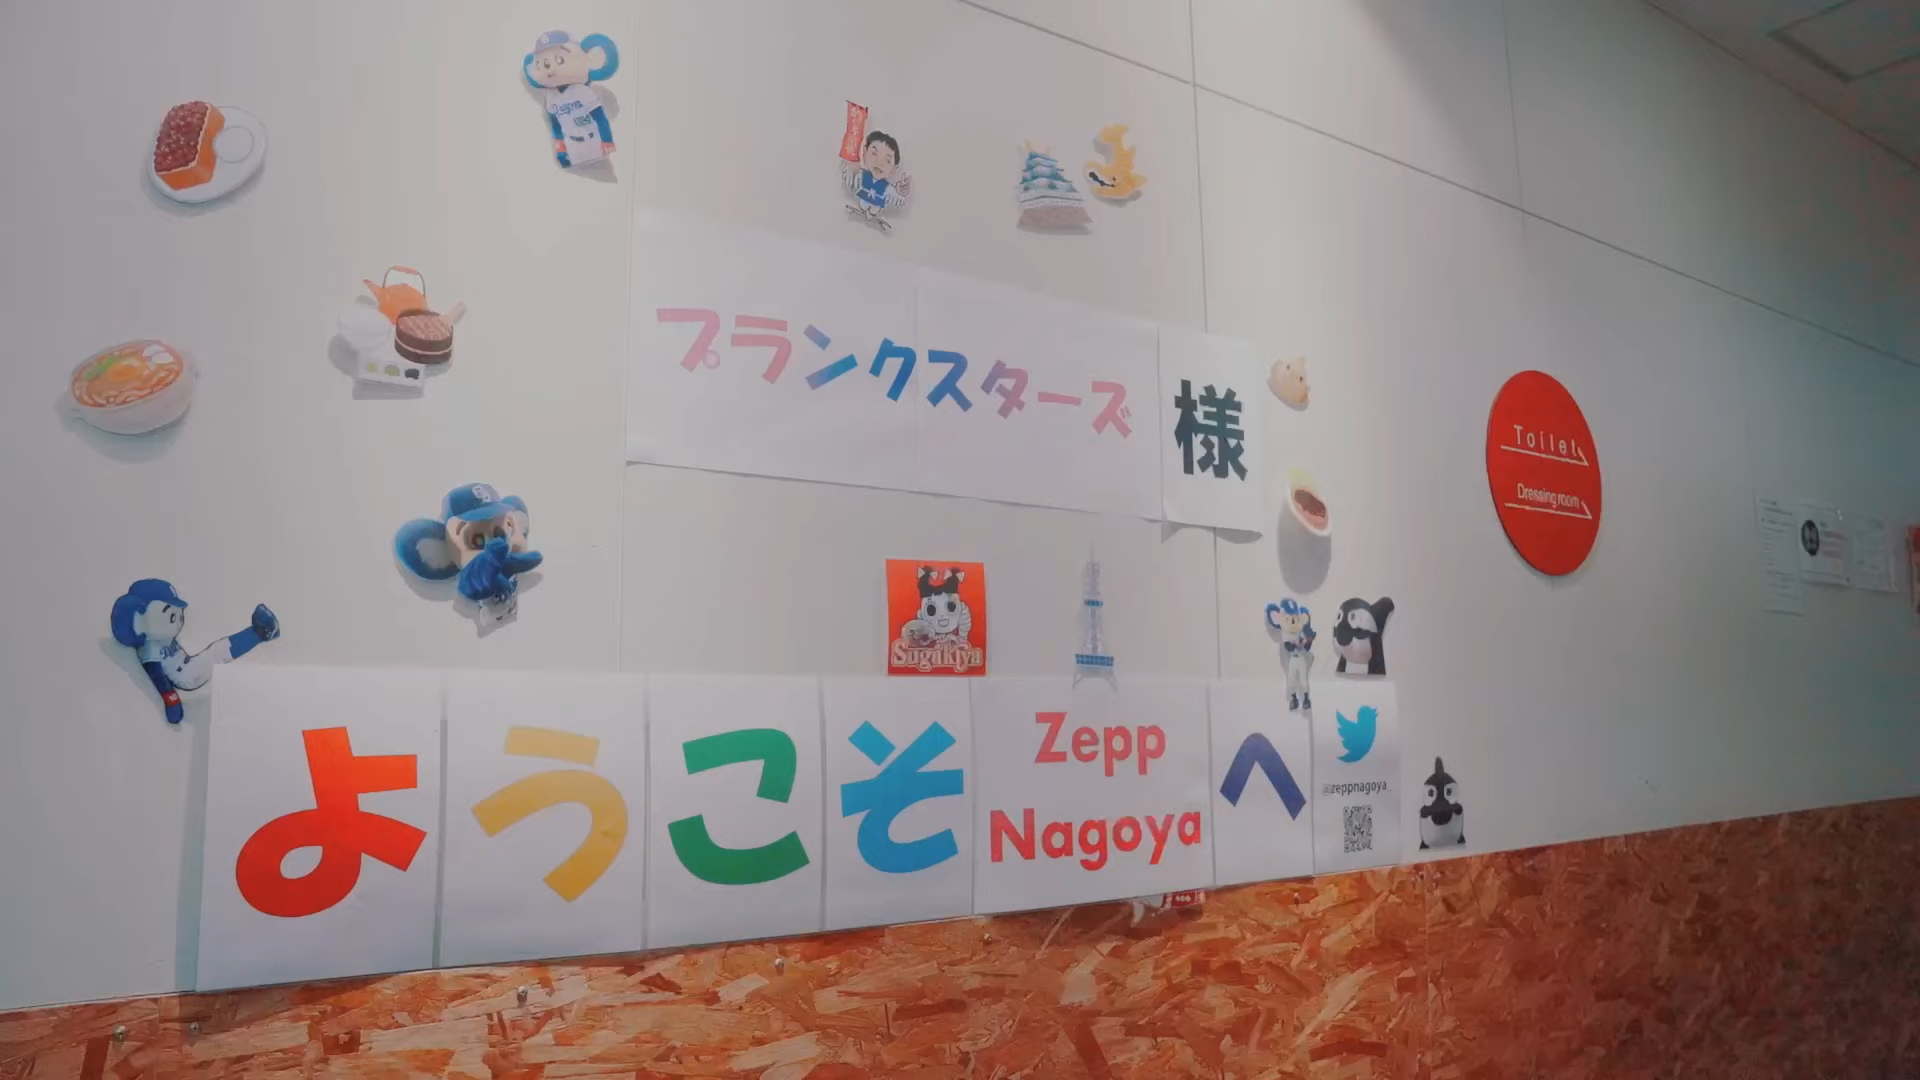 プランクスターズ 様
Toilet
Dressing room
Sugakiya
ようこそ Zepp Nagoya へ
@zeppnagoya_